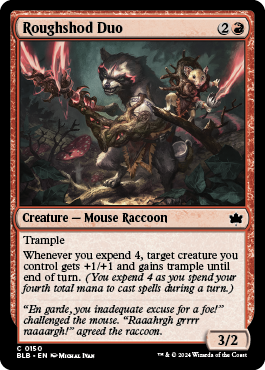 Roughshod Duo 2
Creature — Mouse Raccoon
Trample
Whenever you expend 4, target creature you
control gets +1/+1 and gains trample until
end of turn. (You expend 4 as you spend your
fourth total mana to cast spells during a turn.)
“En garde, you inadequate excuse for a foe!”
challenged the mouse. “Raaahrgh grrrr
naaargh!” agreed the raccoon.
3/2
C 0150
BLB • EN Michal Ivan
™ & © 2024 Wizards of the Coast